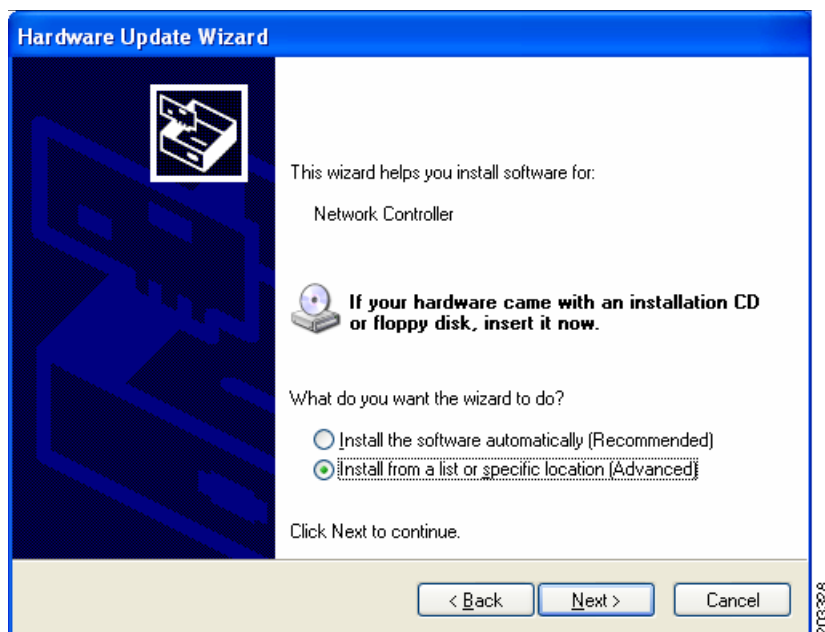 Hardware Update Wizard
This wizard helps you install software for:
Network Controller
If your hardware came with an installation CD
or floppy disk, insert it now.
What do you want the wizard to do?
Install the software automatically (Recommended)
Install from a list or specific location (Advanced)
Click Next to continue.
< Back
Next >
Cancel
203328